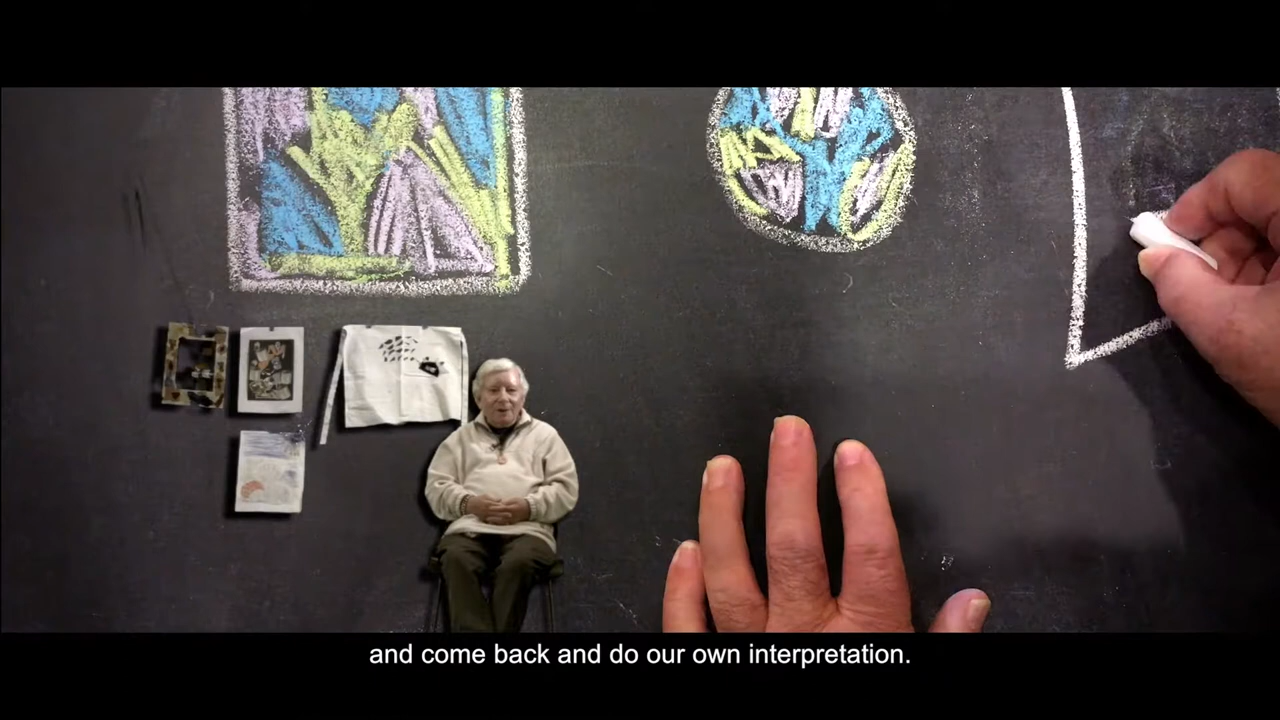 and come back and do our own interpretation.